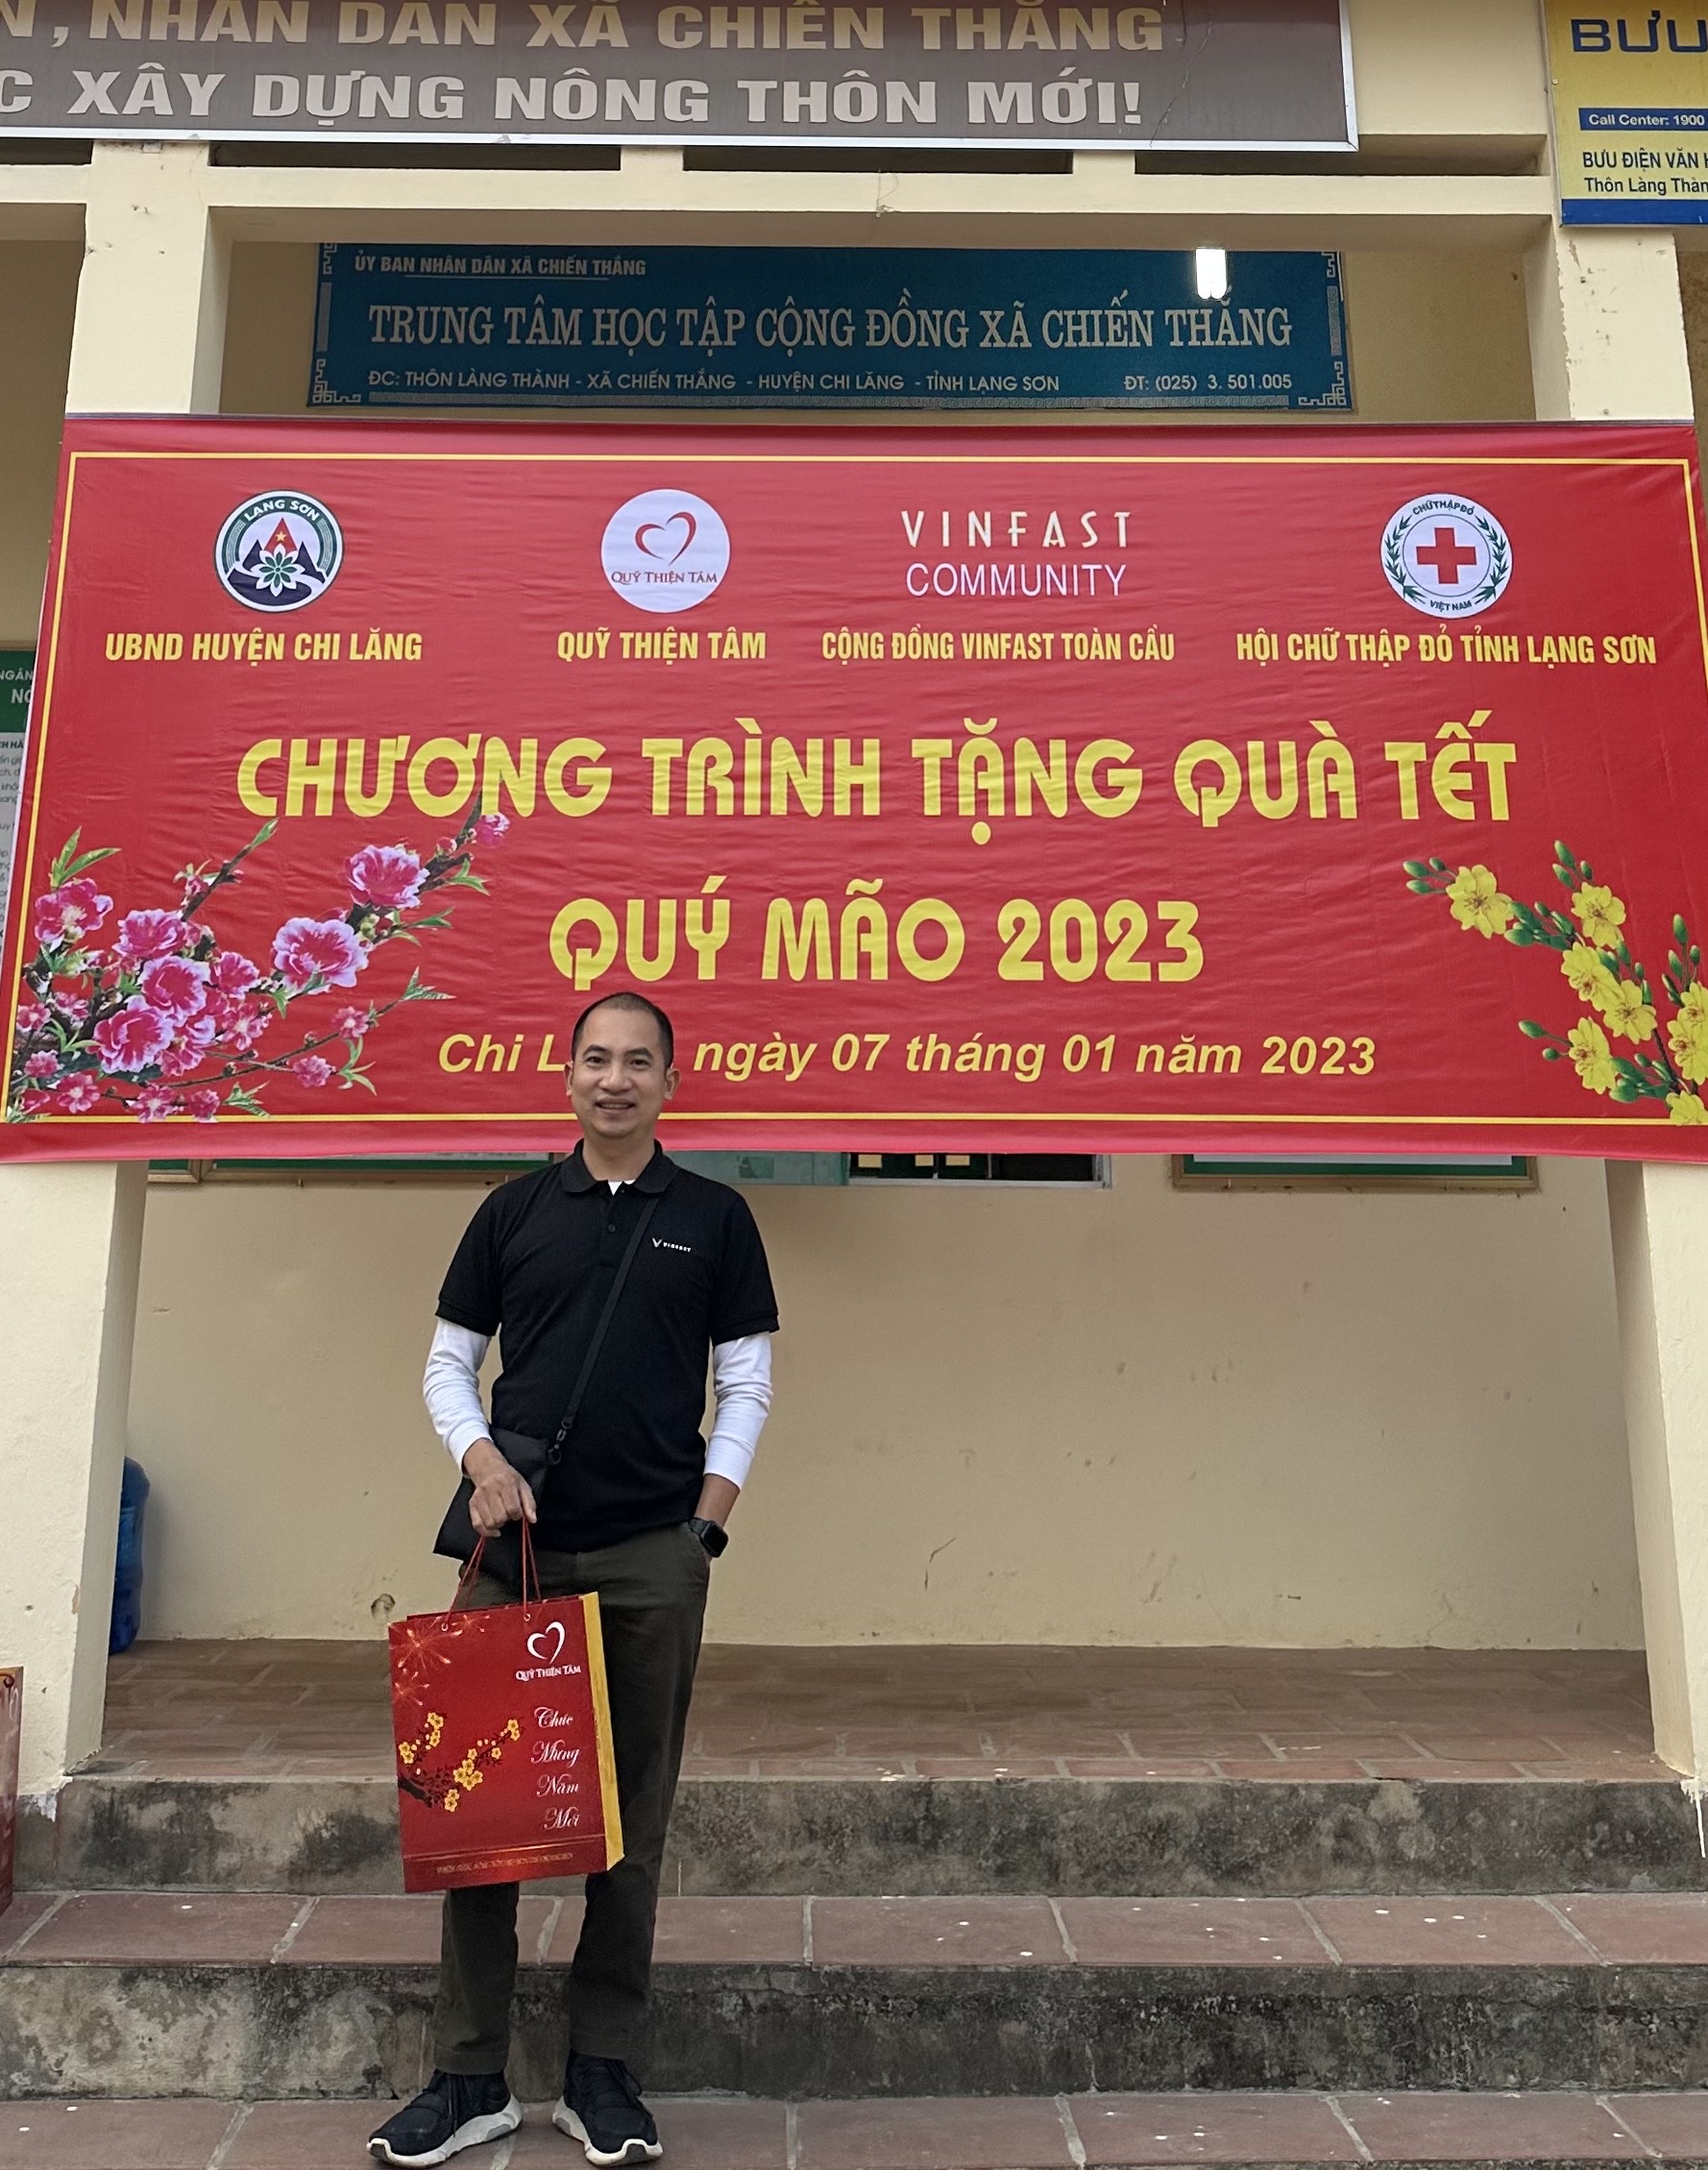 , NHÂN DÂN XÃ CHIẾN THẮNG
XÂY DỰNG NÔNG THÔN MỚI!
BƯU
Call Center: 1900
BƯU ĐIỆN VĂN
Thôn Làng Thàn
ỦY BAN NHÂN DÂN XÃ CHIẾN THẮNG
TRUNG TÂM HỌC TẬP CỘNG ĐỒNG XÃ CHIẾN THẮNG
ĐC: THÔN LÀNG THÀNH - XÃ CHIẾN THẮNG - HUYỆN CHI LĂNG - TỈNH LẠNG SƠN ĐT: (025) 3.501.005
LẠNG SƠN
QUỸ THIỆN TÂM
VINFAST
COMMUNITY
CHỮ THẬP ĐỎ
VIỆT NAM
UBND HUYỆN CHI LĂNG
QUỸ THIỆN TÂM
CỘNG ĐỒNG VINFAST TOÀN CẦU
HỘI CHỮ THẬP ĐỎ TỈNH LẠNG SƠN
CHƯƠNG TRÌNH TẶNG QUÀ TẾT
QUÝ MÃO 2023
Chi L ngày 07 tháng 01 năm 2023
VINFAST
QUỸ THIỆN TÂM
Chúc
Mừng
Năm
Mới